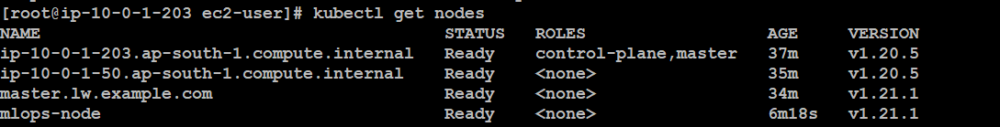 [root@ip-10-0-1-203 ec2-user]# kubectl get nodes
NAME STATUS ROLES AGE VERSION
ip-10-0-1-203.ap-south-1.compute.internal Ready control-plane,master 37m v1.20.5
ip-10-0-1-50.ap-south-1.compute.internal Ready <none> 35m v1.20.5
master.lw.example.com Ready <none> 34m v1.21.1
mlops-node Ready <none> 6m18s v1.21.1